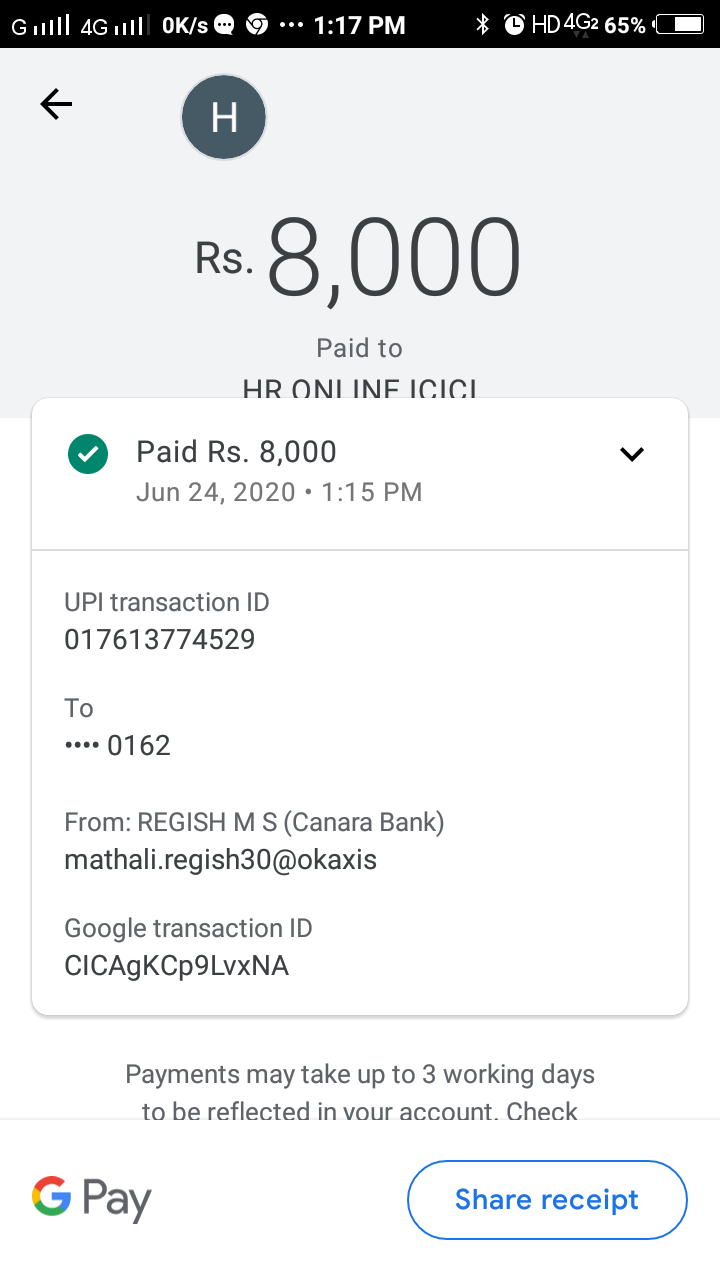 G 4G 0K/s 1:17 PM HD 4G2 65%
H
Rs. 8,000
Paid to
HR ONLINE ICICI
Paid Rs. 8,000
Jun 24, 2020 • 1:15 PM
UPI transaction ID
017613774529
To
•••• 0162
From: REGISH M S (Canara Bank)
mathali.regish30@okaxis
Google transaction ID
CICAgKCp9LvxNA
Payments may take up to 3 working days
to be reflected in your account. Check
G Pay
Share receipt